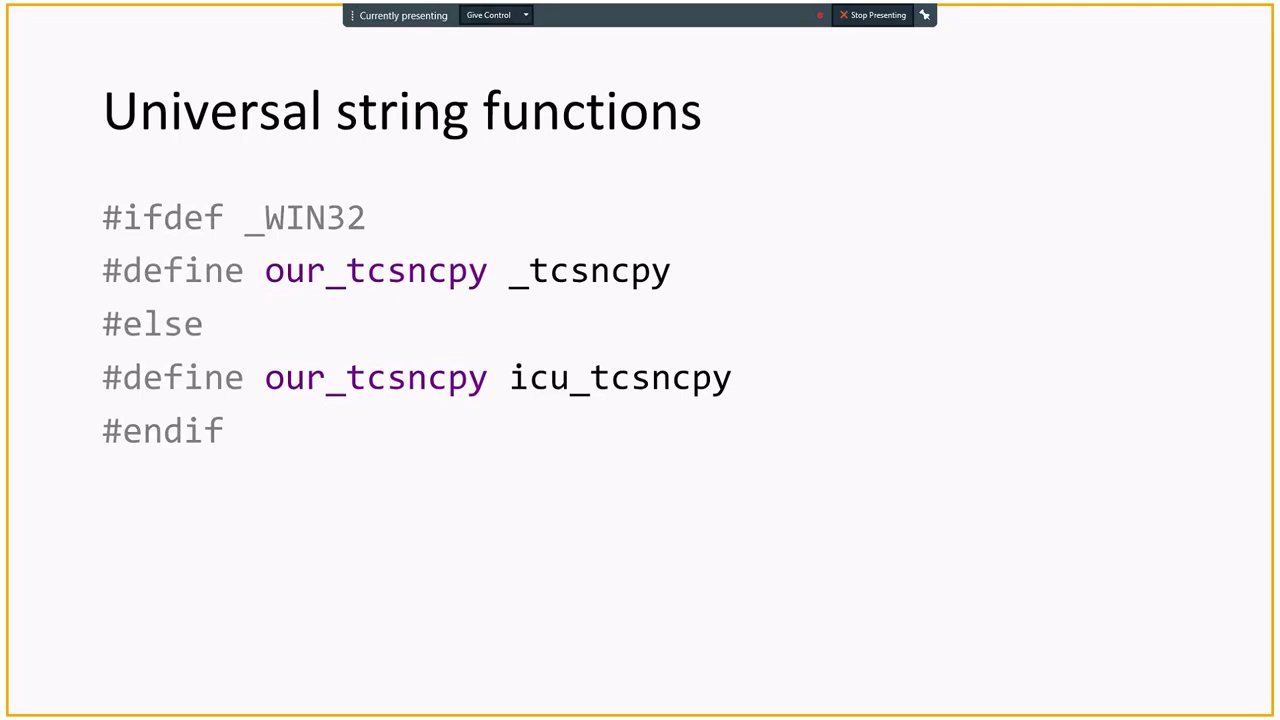 Currently presenting Give Control Stop Presenting
Universal string functions
#ifdef _WIN32
#define our_tcsncpy _tcsncpy
#else
#define our_tcsncpy icu_tcsncpy
#endif